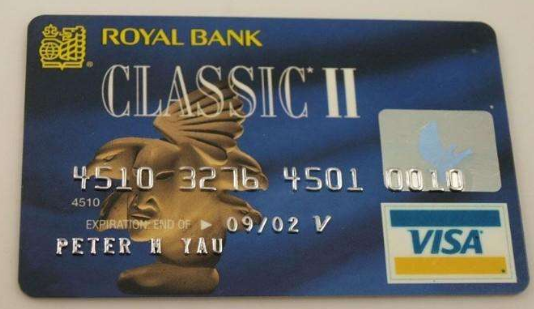 ROYAL BANK
CLASSIC II
4510 3276 4501 0010
4510
EXPIRATION: END OF ▶ 09/02 V
PETER M YAU
VISA